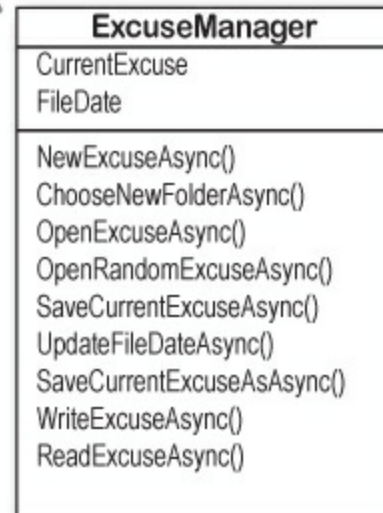 ExcuseManager
CurrentExcuse
FileDate
NewExcuseAsync()
ChooseNewFolderAsync()
OpenExcuseAsync()
OpenRandomExcuseAsync()
SaveCurrentExcuseAsync()
UpdateFileDateAsync()
SaveCurrentExcuseAsAsync()
WriteExcuseAsync()
ReadExcuseAsync()